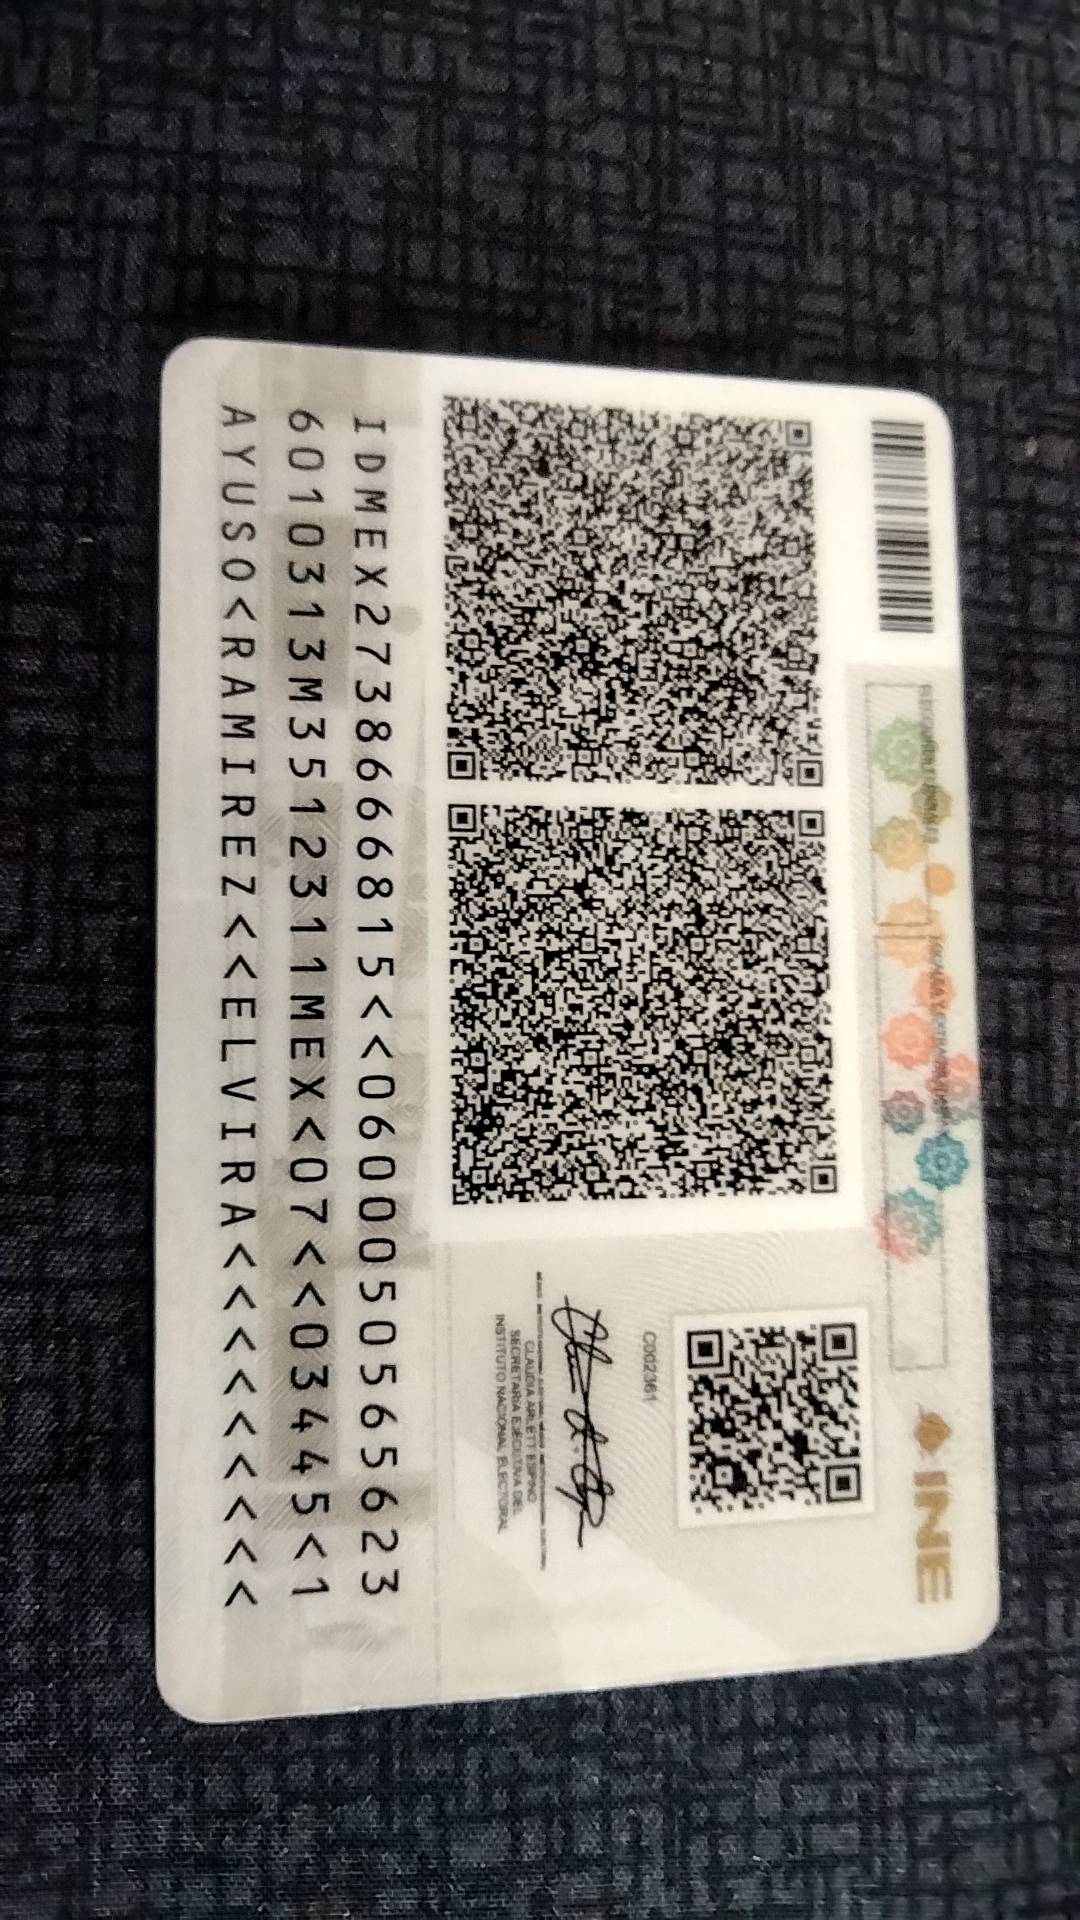 INE
C002361
CLAUDIA ARLETT ESPINO
SECRETARIA EJECUTIVA DEL
INSTITUTO NACIONAL ELECTORAL
IDMEX2738666815<<0600050565623
6010313M3512311MEX<07<<03445<1
AYUSO<RAMIREZ<<ELVIRA<<<<<<<<<